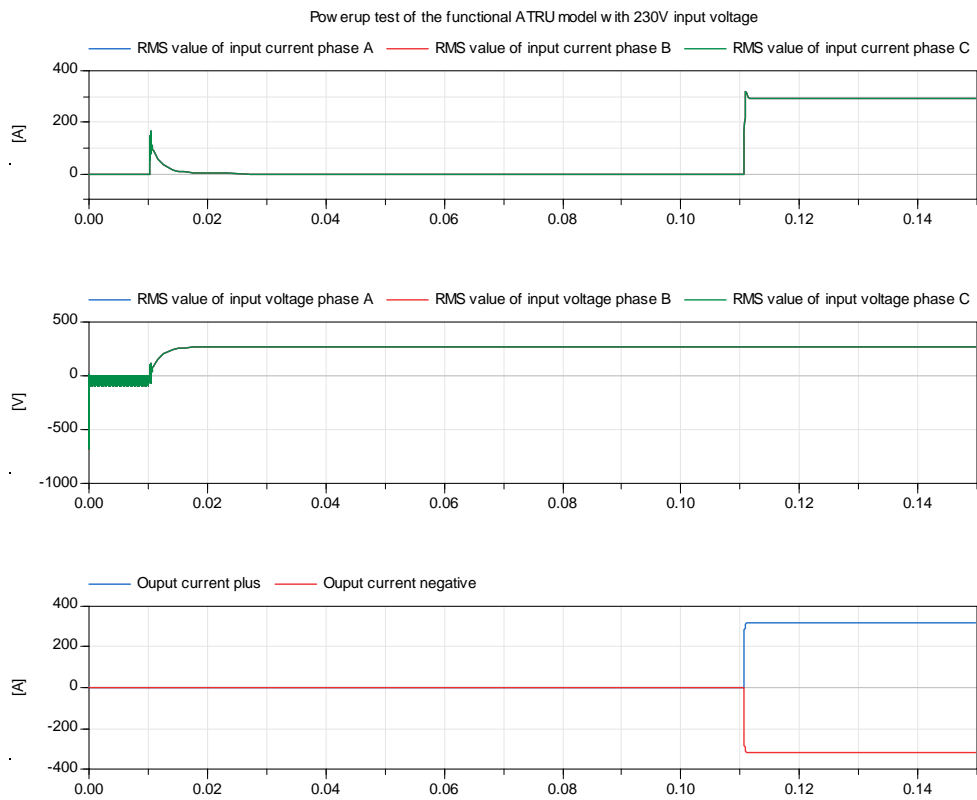 Powerup test of the functional ATRU model with 230V input voltage
RMS value of input current phase A RMS value of input current phase B RMS value of input current phase C
400
200
0
[A]
0.00 0.02 0.04 0.06 0.08 0.10 0.12 0.14
RMS value of input voltage phase A RMS value of input voltage phase B RMS value of input voltage phase C
500
0
-500
-1000
[V]
0.00 0.02 0.04 0.06 0.08 0.10 0.12 0.14
Ouput current plus Ouput current negative
400
200
0
-200
-400
[A]
0.00 0.02 0.04 0.06 0.08 0.10 0.12 0.14